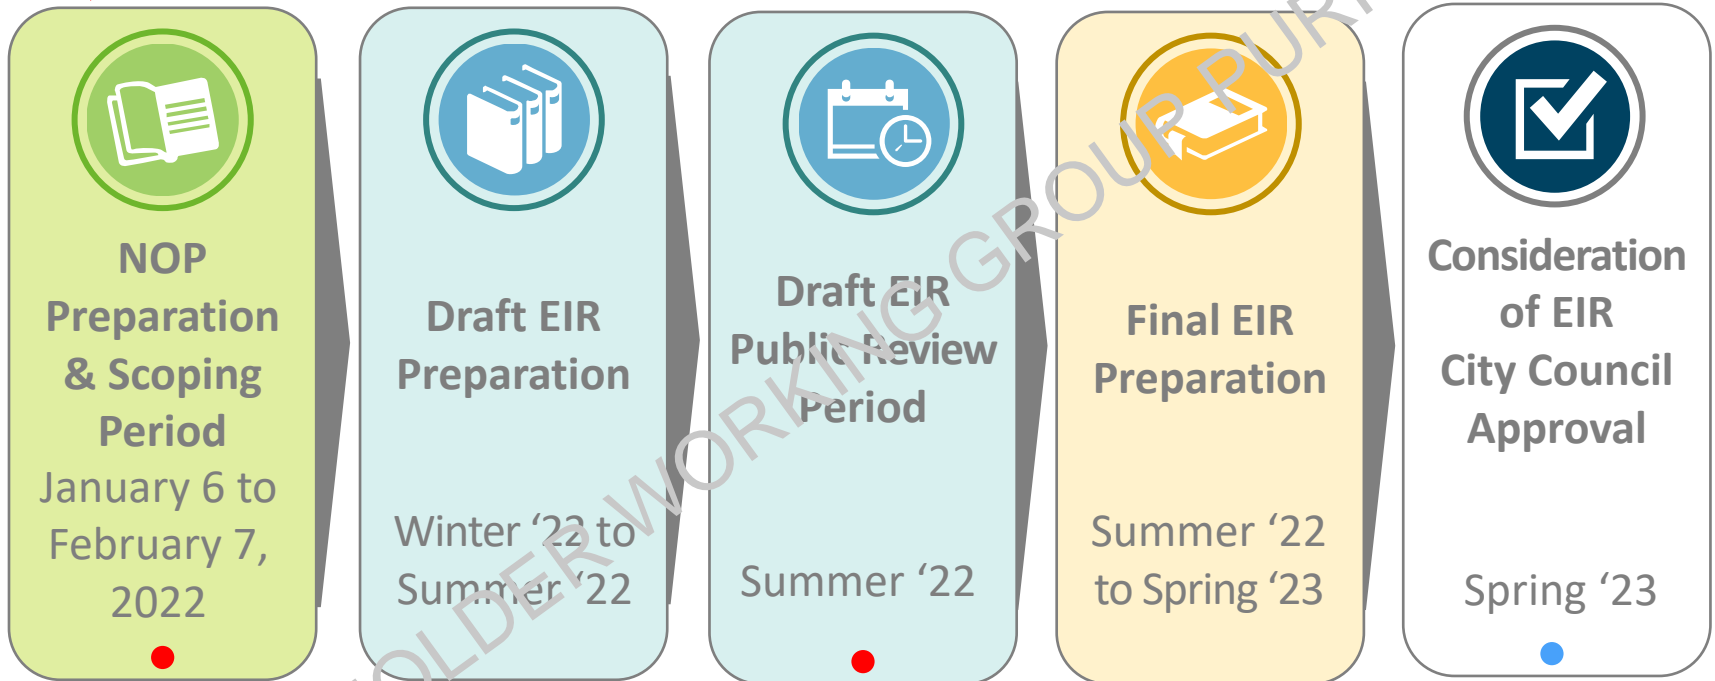 NOP
Preparation
& Scoping
Period
January 6 to
February 7,
2022
Draft EIR
Preparation
Winter ‘22 to
Summer ‘22
Draft EIR
Public Review
Period
Summer ‘22
Final EIR
Preparation
Summer ‘22
to Spring ‘23
Consideration
of EIR
City Council
Approval
Spring ‘23
OLDER WORKING GROUP PUR